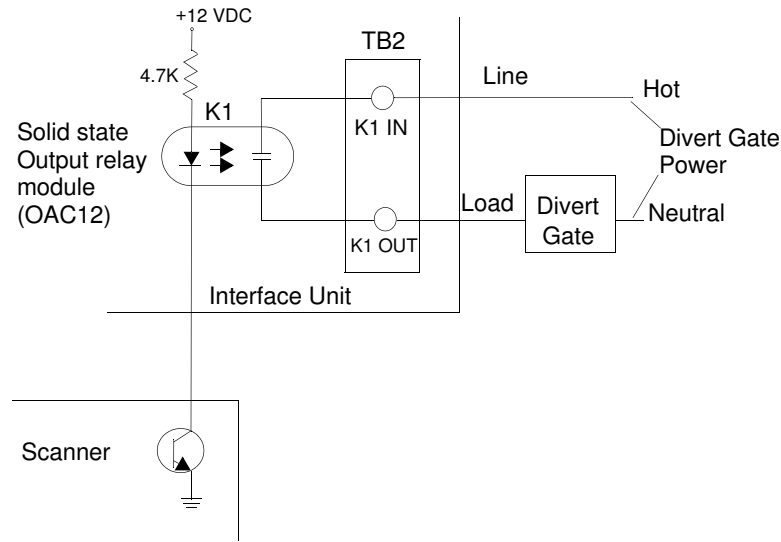 +12 VDC
4.7K
K1
Solid state
Output relay
module
(OAC12)
TB2
K1 IN
K1 OUT
Line
Hot
Divert Gate
Power
Load
Divert
Gate
Neutral
Interface Unit
Scanner